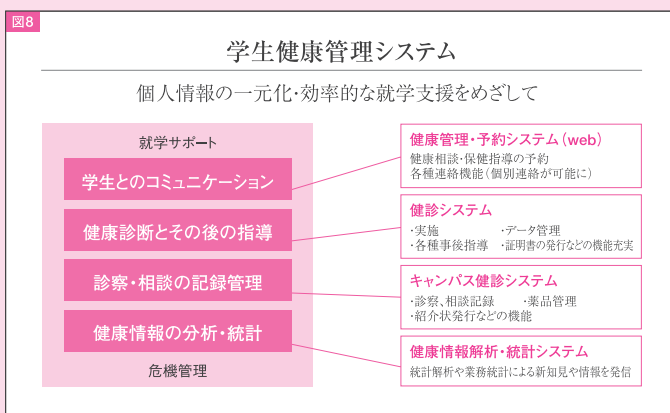 図8
学生健康管理システム
個人情報の一元化・効率的な就学支援をめざして
就学サポート
学生とのコミュニケーション
健康診断とその後の指導
診察・相談の記録管理
健康情報の分析・統計
危機管理
健康管理・予約システム（web）
健康相談・保健指導の予約
各種連絡機能（個別連絡が可能に）
健診システム
・実施　・データ管理
・各種事後指導　・証明書の発行などの機能充実
キャンパス健診システム
・診察、相談記録　・薬品管理
・紹介状発行などの機能
健康情報解析・統計システム
統計解析や業務統計による新知見や情報を発信